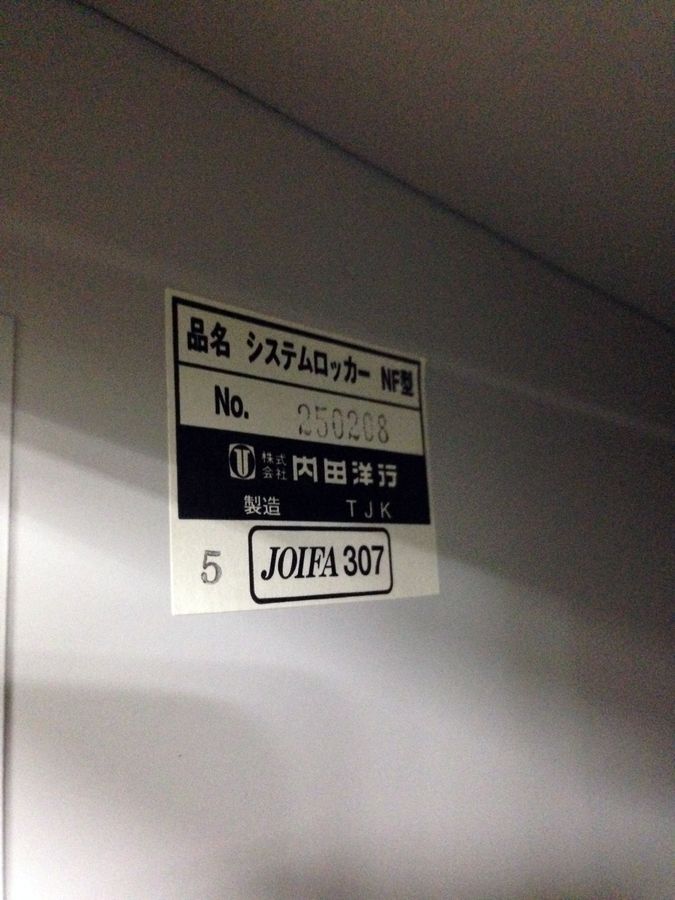 品名 システムロッカー NF型
No. 250208
株式会社 内田洋行
製造 TJK
5 JOIFA 307